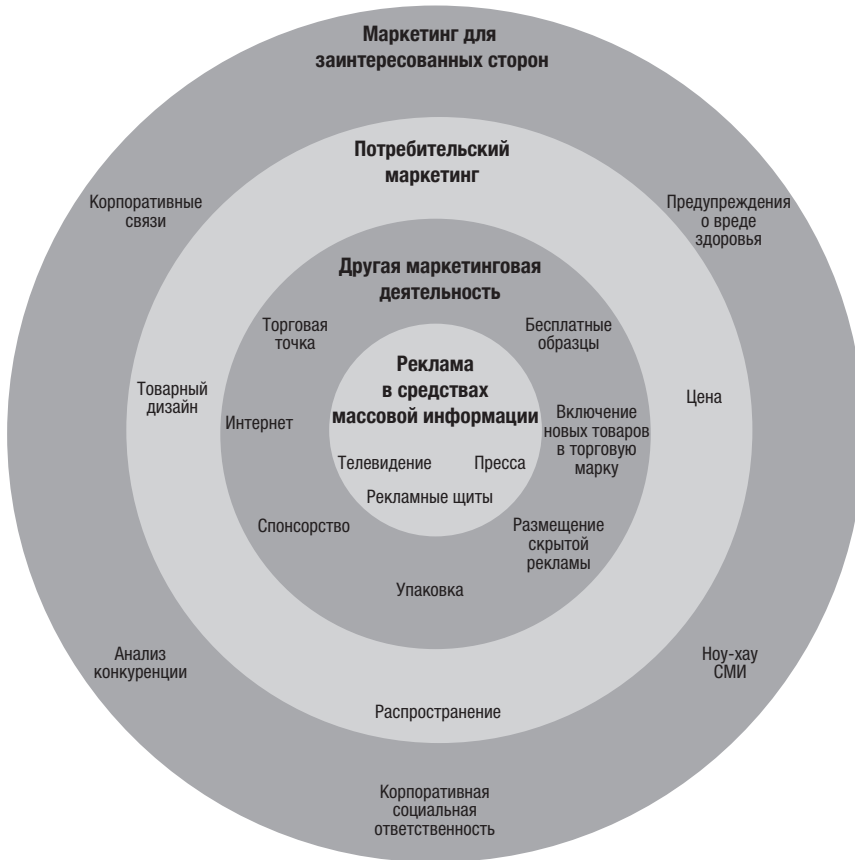 Маркетинг для
заинтересованных сторон
Потребительский
маркетинг
Корпоративные
связи
Предупреждения
о вреде
здоровья
Другая маркетинговая
деятельность
Торговая
точка
Бесплатные
образцы
Реклама
в средствах
массовой информации
Товарный
дизайн
Цена
Интернет
Включение
новых товаров
в торговую
марку
Телевидение
Пресса
Рекламные щиты
Спонсорство
Размещение
скрытой
рекламы
Упаковка
Анализ
конкуренции
Ноу-хау
СМИ
Распространение
Корпоративная
социальная
ответственность